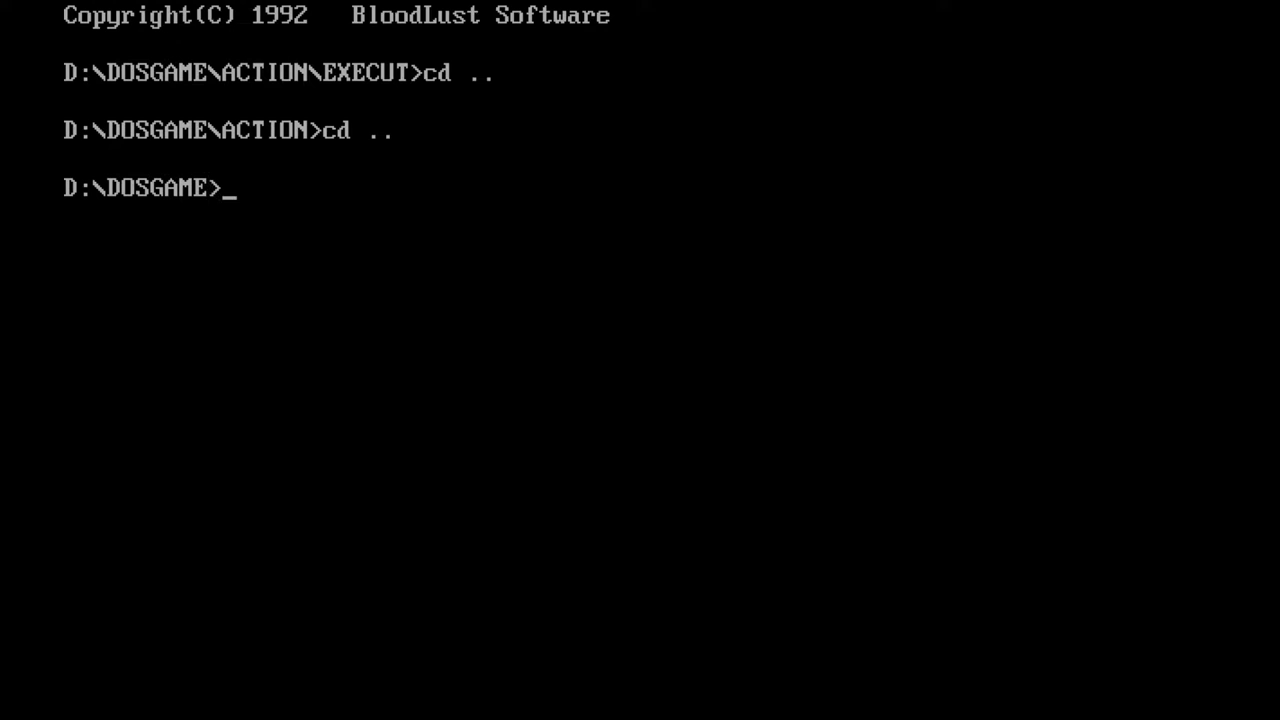 Copyright(C) 1992   BloodLust Software
D:\DOSGAME\ACTION\EXECUT>cd ..
D:\DOSGAME\ACTION>cd ..
D:\DOSGAME>_